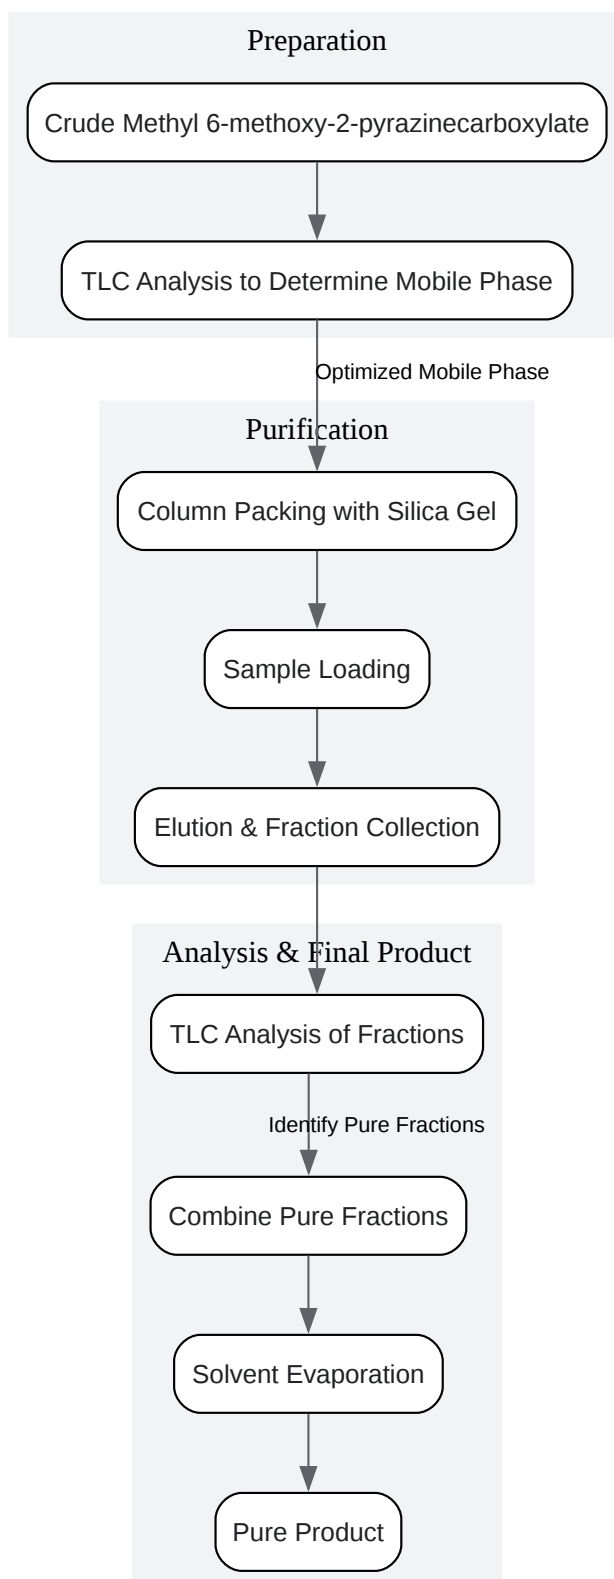 Preparation
Crude Methyl 6-methoxy-2-pyrazinecarboxylate
TLC Analysis to Determine Mobile Phase
Optimized Mobile Phase
Purification
Column Packing with Silica Gel
Sample Loading
Elution & Fraction Collection
Analysis & Final Product
TLC Analysis of Fractions
Identify Pure Fractions
Combine Pure Fractions
Solvent Evaporation
Pure Product